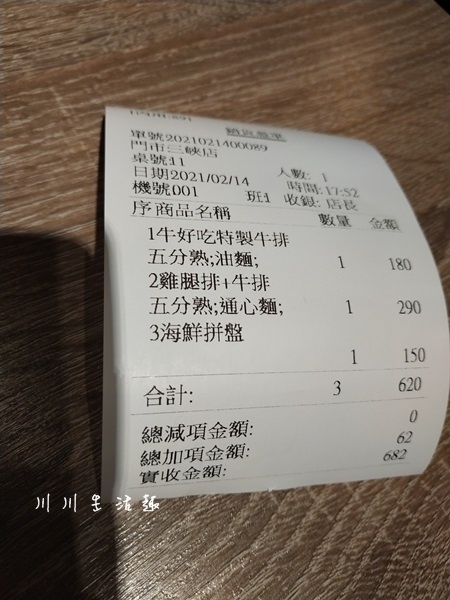 單號2021021400089
門市三峽店
桌號11 人數: 1
日期2021/02/14 時間:17:52
機號001 班1 收銀: 店長
序商品名稱 數量 金額
1牛好吃特製牛排
五分熟;油麵; 1 180
2雞腿排+牛排
五分熟;通心麵; 1 290
3海鮮拼盤
1 150
合計: 3 620
總減項金額: 0
總加項金額: 62
實收金額: 682
川川生活趣